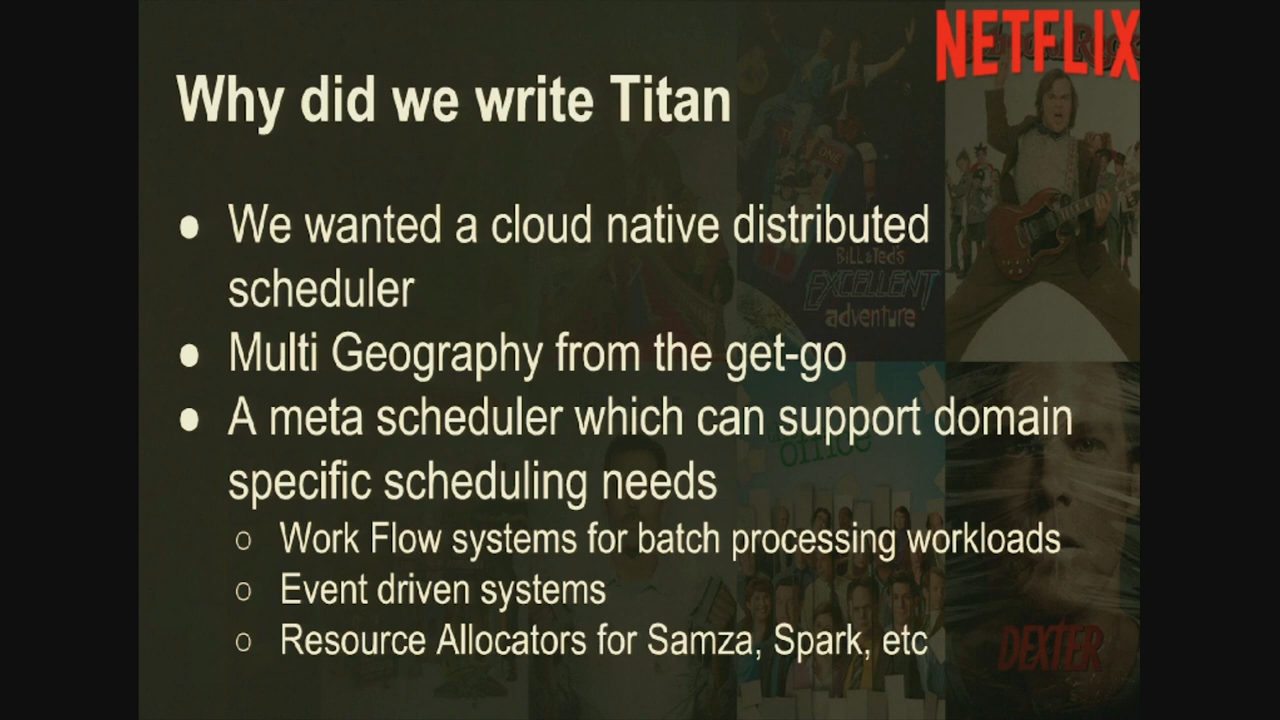 NETFLIX
Why did we write Titan
● We wanted a cloud native distributed
scheduler
● Multi Geography from the get-go
● A meta scheduler which can support domain
specific scheduling needs
o Work Flow systems for batch processing workloads
o Event driven systems
o Resource Allocators for Samza, Spark, etc
BiLL & Ted's
EXCELLENT
adventure
office
DEXTER